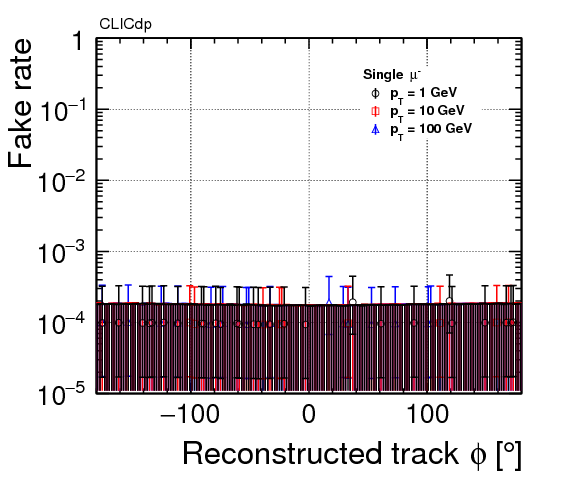 CLICdp
Fake rate
1
10⁻¹
10⁻²
10⁻³
10⁻⁴
10⁻⁵
Single μ⁻
p_T = 1 GeV
p_T = 10 GeV
p_T = 100 GeV
−100 0 100
Reconstructed track ϕ [°]